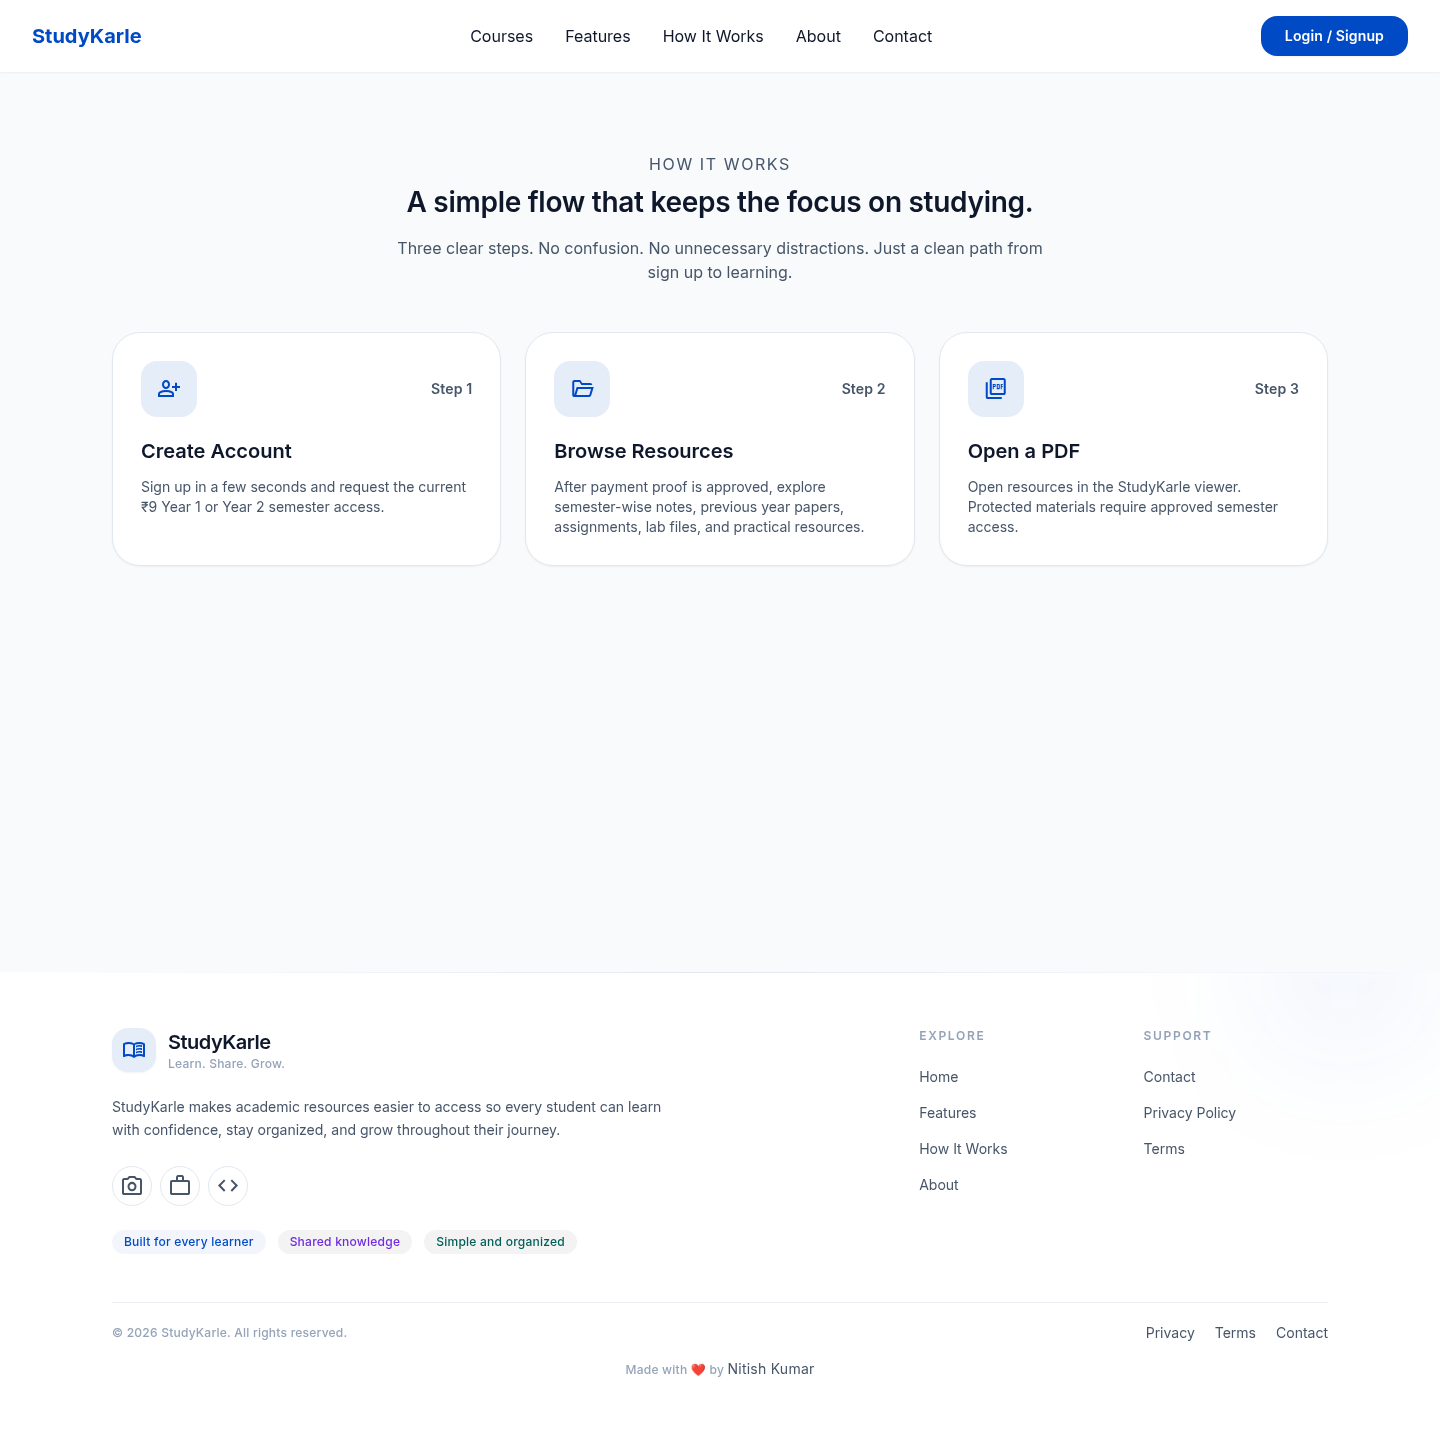 StudyKarle
Courses
Features
How It Works
About
Contact
Login / Signup
HOW IT WORKS
A simple flow that keeps the focus on studying.
Three clear steps. No confusion. No unnecessary distractions. Just a clean path from
sign up to learning.
Step 1
Create Account
Sign up in a few seconds and request the current
₹9 Year 1 or Year 2 semester access.
Step 2
Browse Resources
After payment proof is approved, explore
semester-wise notes, previous year papers,
assignments, lab files, and practical resources.
PDF
Step 3
Open a PDF
Open resources in the StudyKarle viewer.
Protected materials require approved semester
access.
StudyKarle
Learn. Share. Grow.
StudyKarle makes academic resources easier to access so every student can learn
with confidence, stay organized, and grow throughout their journey.
Built for every learner
Shared knowledge
Simple and organized
EXPLORE
Home
Features
How It Works
About
SUPPORT
Contact
Privacy Policy
Terms
© 2026 StudyKarle. All rights reserved.
Privacy
Terms
Contact
Made with ❤️ by Nitish Kumar